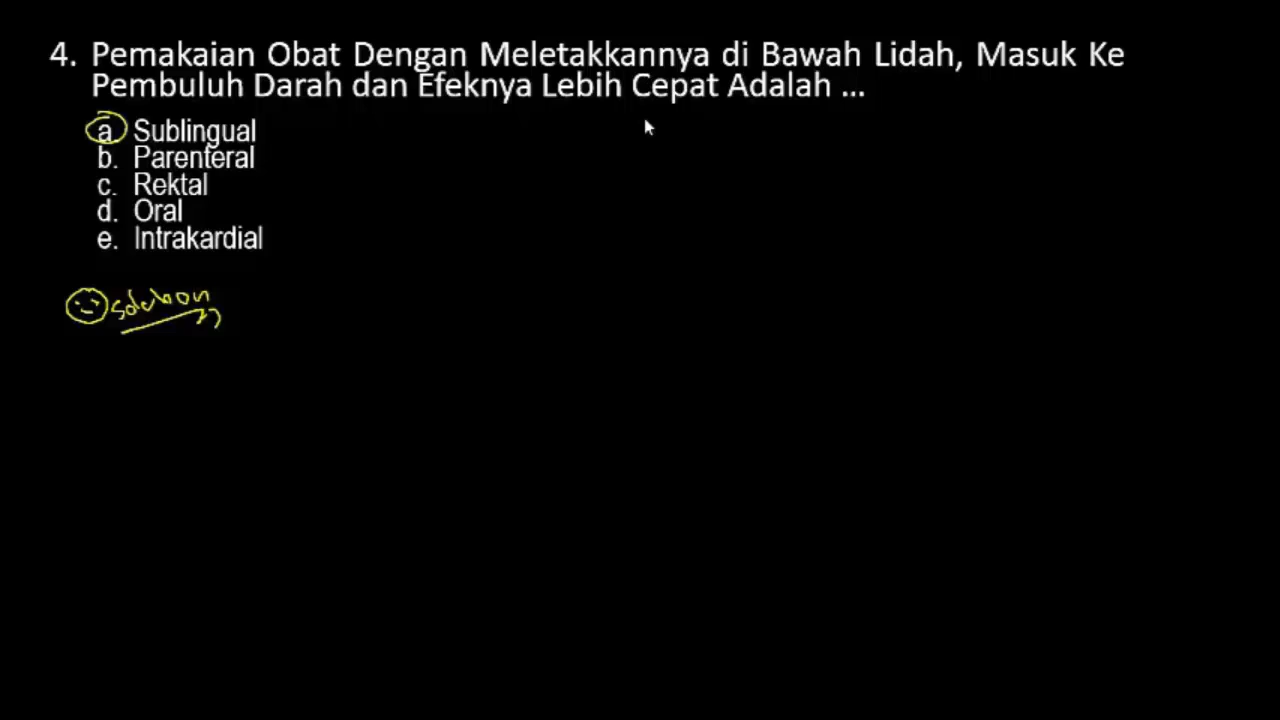 4. Pemakaian Obat Dengan Meletakkannya di Bawah Lidah, Masuk Ke
Pembuluh Darah dan Efeknya Lebih Cepat Adalah ...
a. Sublingual
b. Parenteral
c. Rektal
d. Oral
e. Intrakardial